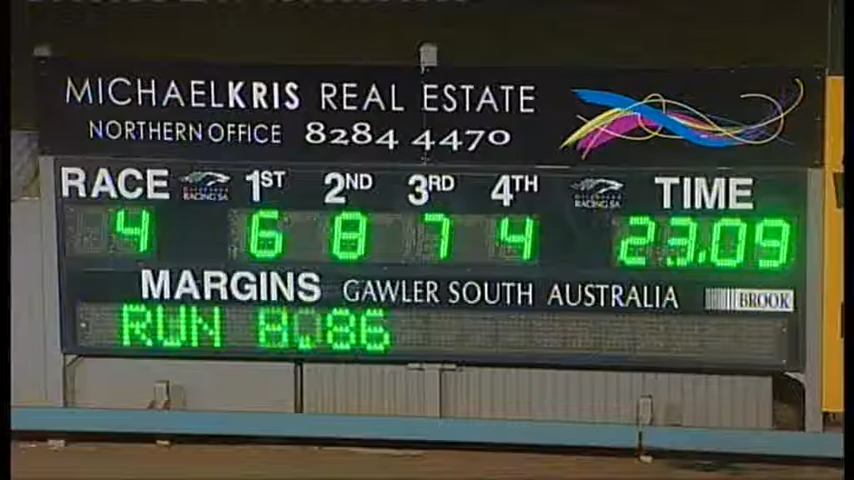 MICHAELKRIS REAL ESTATE
NORTHERN OFFICE 8284 4470
RACE 1ST 2ND 3RD 4TH TIME
4 6 8 7 4 23.09
MARGINS GAWLER SOUTH AUSTRALIA BROOK
RUN 8.86